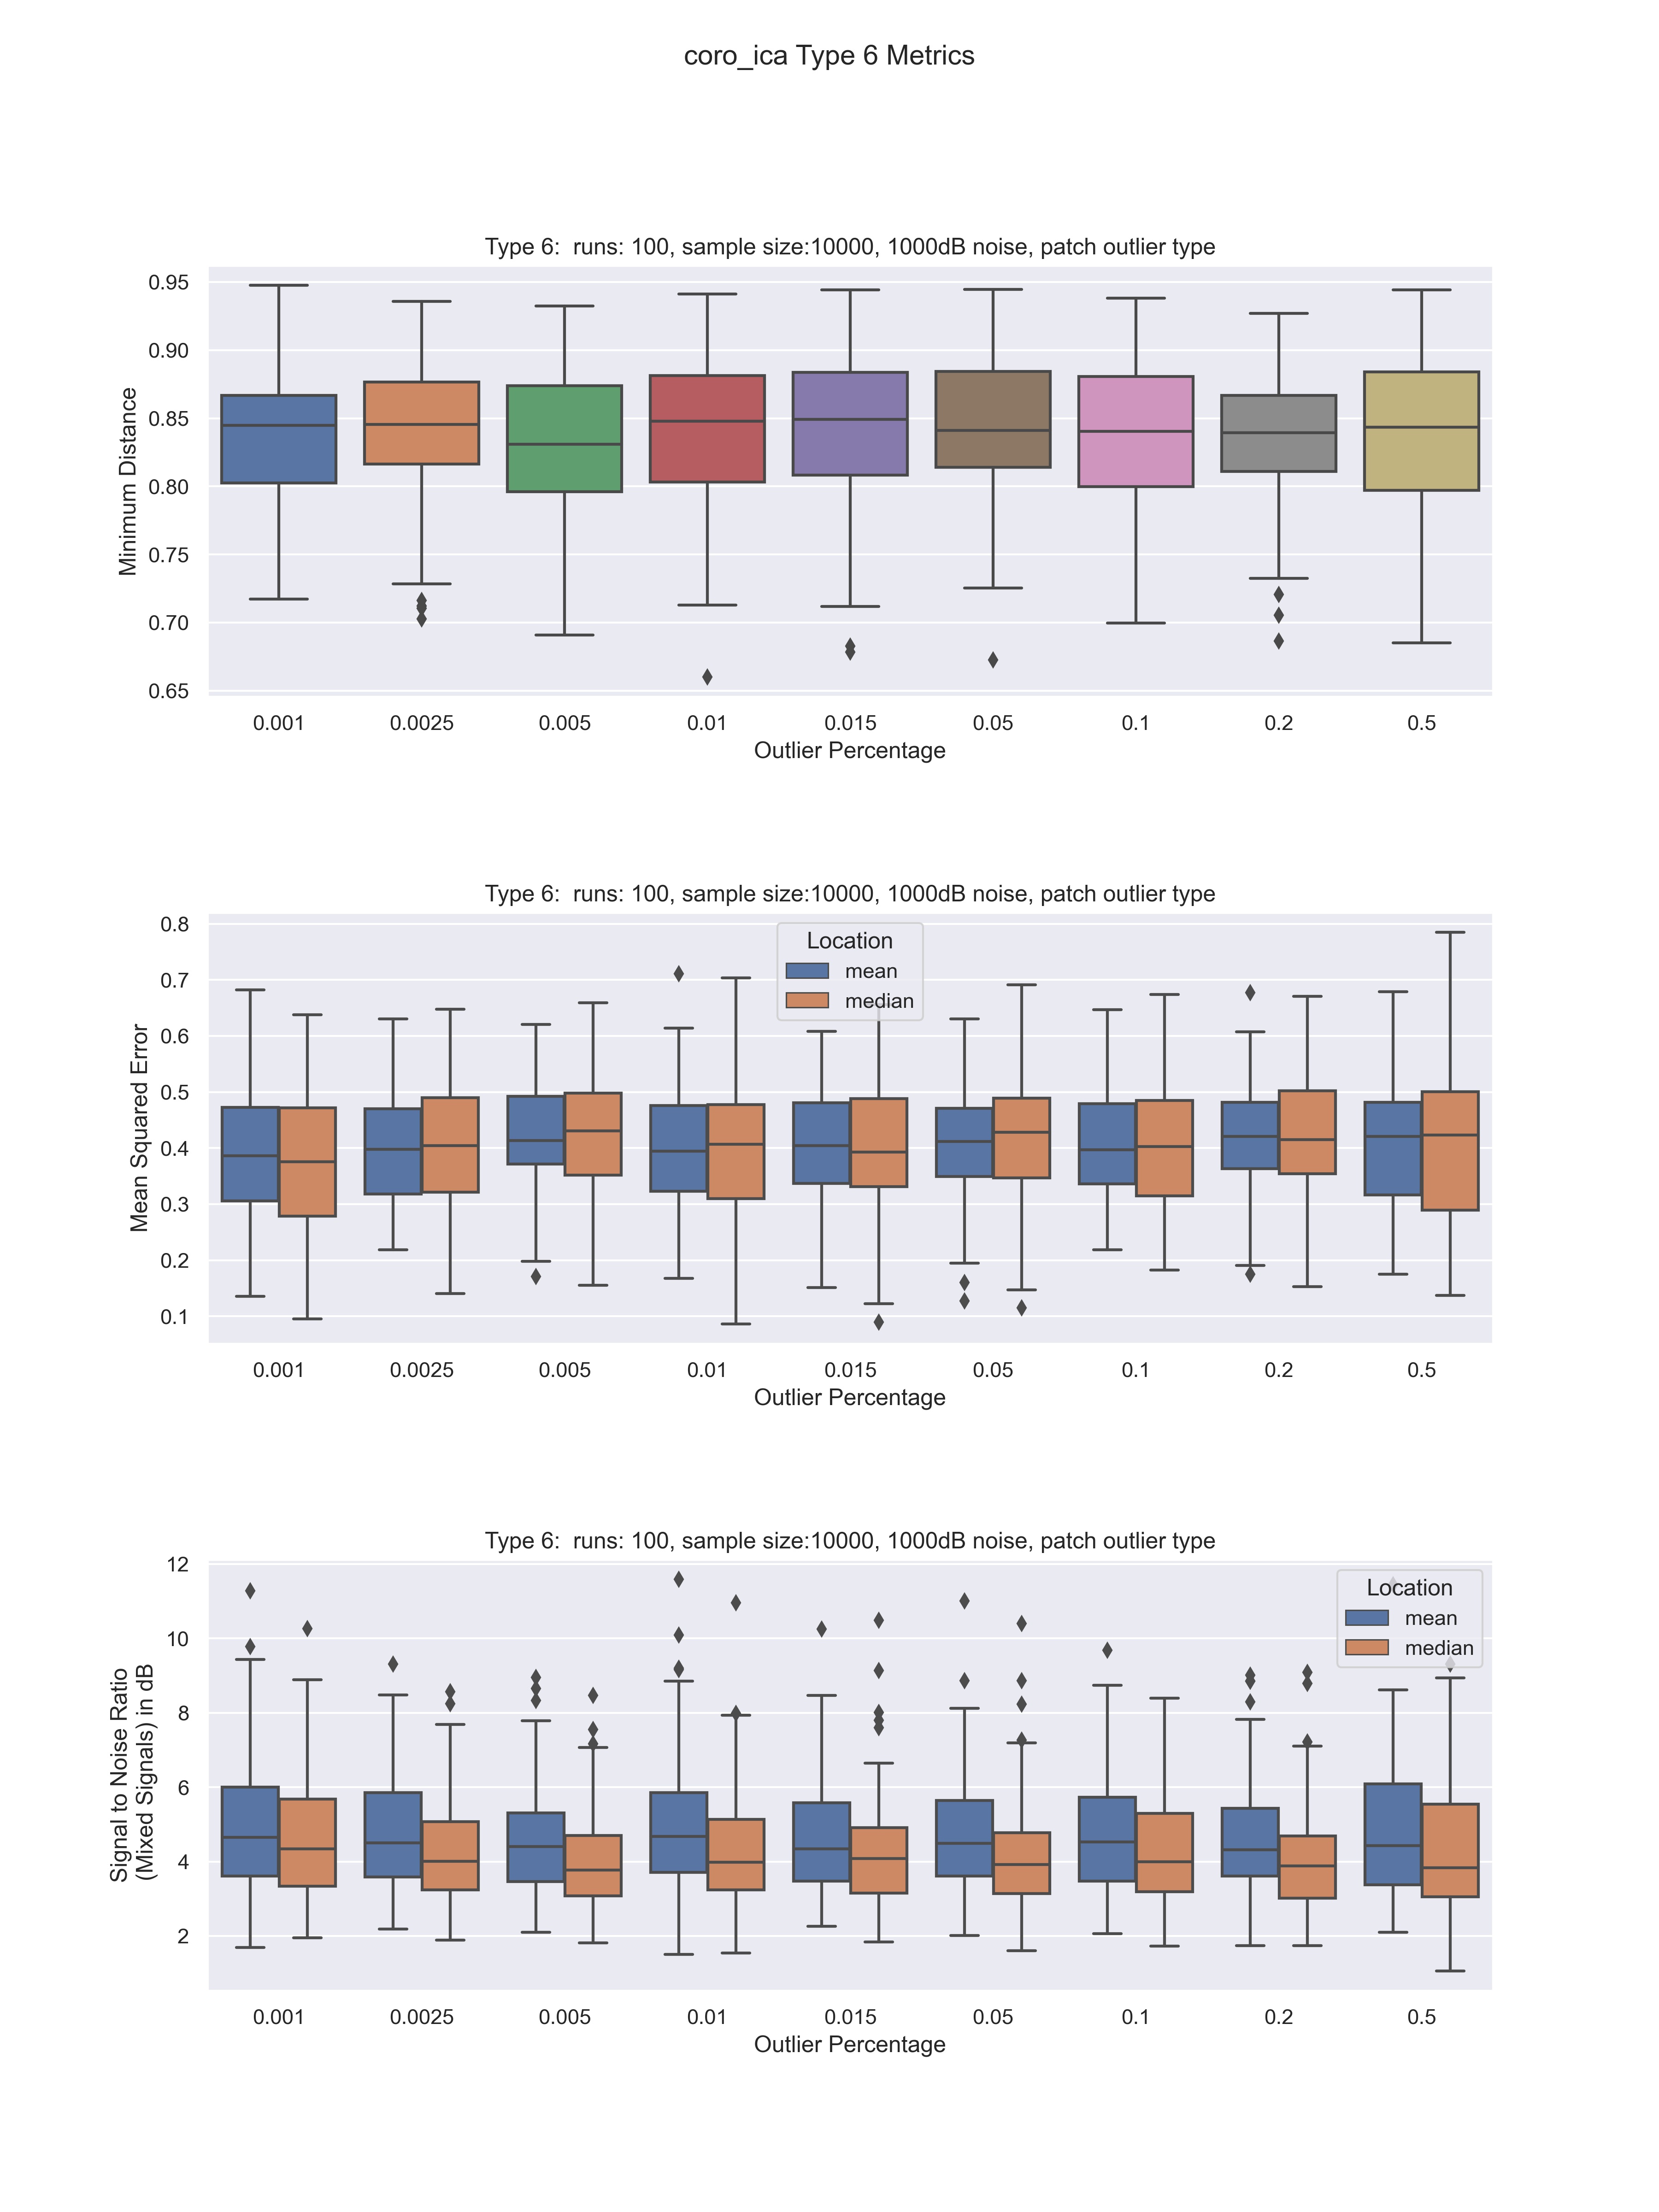 coro_ica Type 6 Metrics
Type 6:  runs: 100, sample size:10000, 1000dB noise, patch outlier type
0.95
0.90
0.85
0.80
0.75
0.70
0.65
Minimum Distance
0.001 0.0025 0.005 0.01 0.015 0.05 0.1 0.2 0.5
Outlier Percentage
Type 6:  runs: 100, sample size:10000, 1000dB noise, patch outlier type
Location
mean
median
0.8
0.7
0.6
0.5
0.4
0.3
0.2
0.1
Mean Squared Error
0.001 0.0025 0.005 0.01 0.015 0.05 0.1 0.2 0.5
Outlier Percentage
Type 6:  runs: 100, sample size:10000, 1000dB noise, patch outlier type
Location
mean
median
12
10
8
6
4
2
Signal to Noise Ratio
(Mixed Signals) in dB
0.001 0.0025 0.005 0.01 0.015 0.05 0.1 0.2 0.5
Outlier Percentage